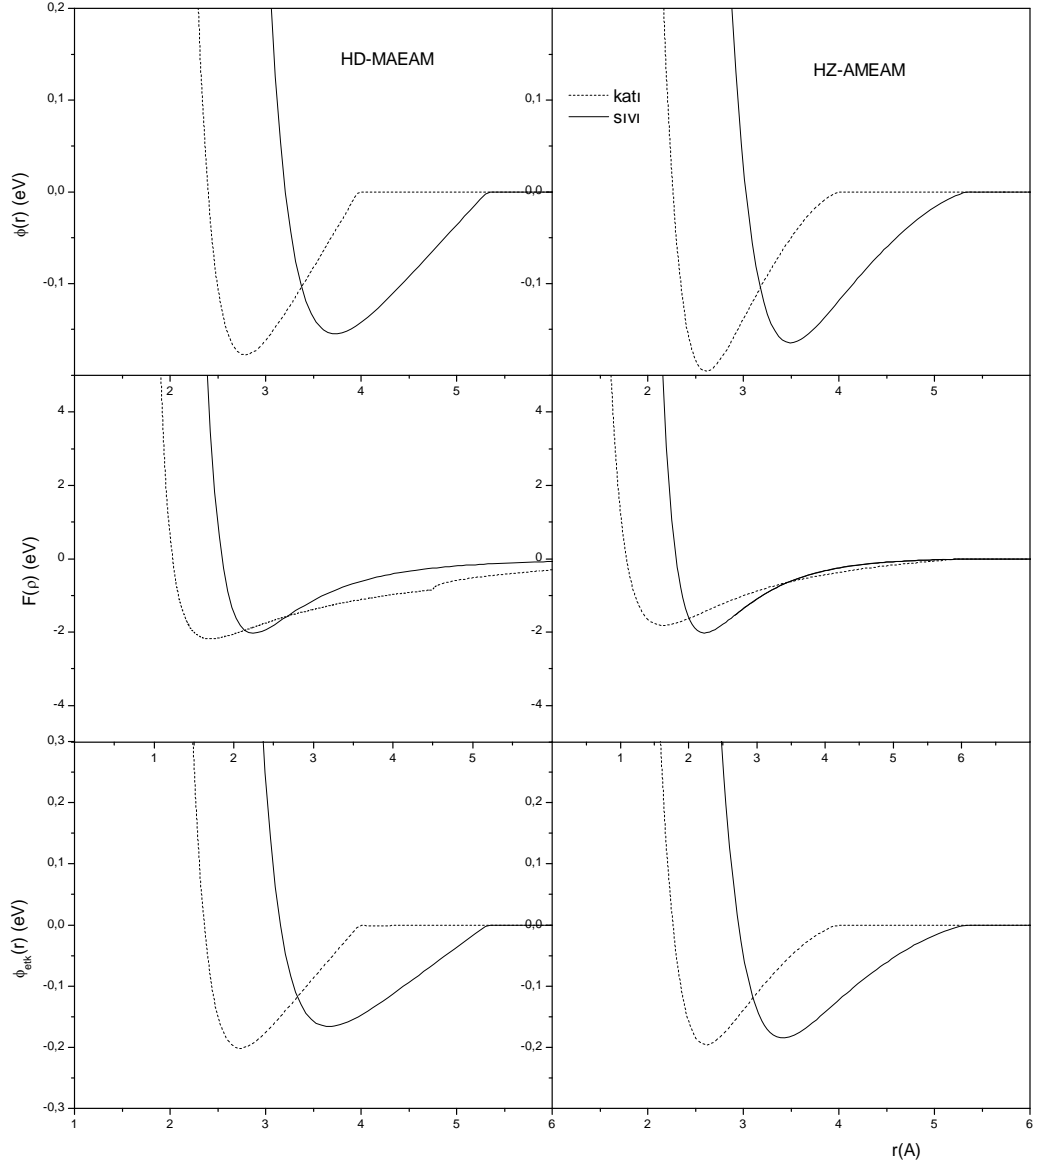 0,2
HD-MAEAM
HZ-AMEAM
katı
sıvı
0,1
0,1
0,0
0,0
-0,1
-0,1
ϕ(r) (eV)
2 3 4 5
2 3 4 5
4
4
2
2
0
0
-2
-2
-4
-4
F(ρ) (eV)
0,3
1 2 3 4 5
1 2 3 4 5 6
0,2
0,2
0,1
0,1
0,0
0,0
-0,1
-0,1
-0,2
-0,2
-0,3
-0,3
ϕetk(r) (eV)
1 2 3 4 5 6
2 3 4 5 6
r(A)